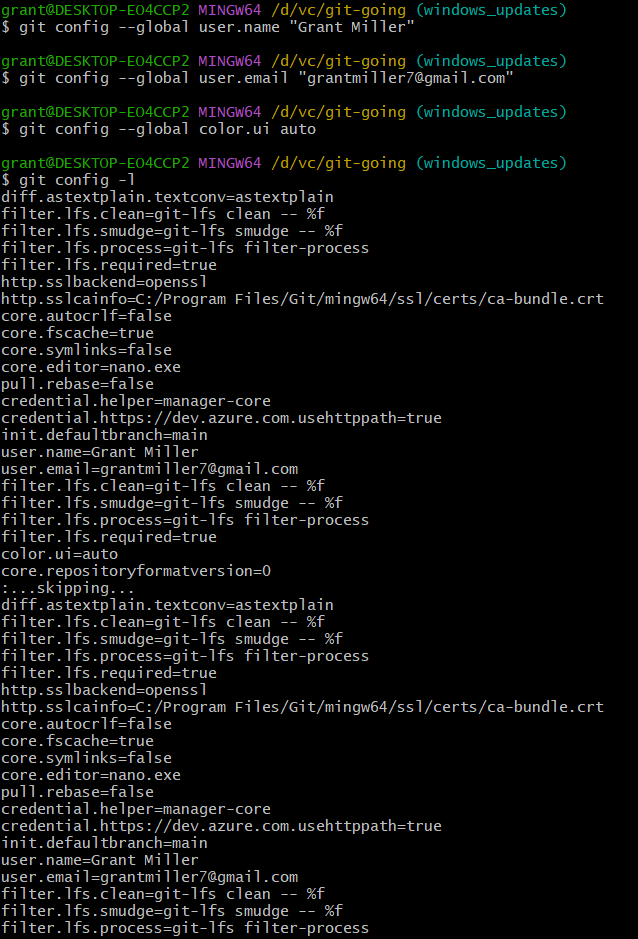 grant@DESKTOP-EO4CCP2 MINGW64 /d/vc/git-going (windows_updates)
$ git config --global user.name "Grant Miller"
grant@DESKTOP-EO4CCP2 MINGW64 /d/vc/git-going (windows_updates)
$ git config --global user.email "grantmiller7@gmail.com"
grant@DESKTOP-EO4CCP2 MINGW64 /d/vc/git-going (windows_updates)
$ git config --global color.ui auto
grant@DESKTOP-EO4CCP2 MINGW64 /d/vc/git-going (windows_updates)
$ git config -l
diff.astextplain.textconv=astextplain
filter.lfs.clean=git-lfs clean -- %f
filter.lfs.smudge=git-lfs smudge -- %f
filter.lfs.process=git-lfs filter-process
filter.lfs.required=true
http.sslbackend=openssl
http.sslcainfo=C:/Program Files/Git/mingw64/ssl/certs/ca-bundle.crt
core.autocrlf=false
core.fscache=true
core.symlinks=false
core.editor=nano.exe
pull.rebase=false
credential.helper=manager-core
credential.https://dev.azure.com.usehttppath=true
init.defaultbranch=main
user.name=Grant Miller
user.email=grantmiller7@gmail.com
filter.lfs.clean=git-lfs clean -- %f
filter.lfs.smudge=git-lfs smudge -- %f
filter.lfs.process=git-lfs filter-process
filter.lfs.required=true
color.ui=auto
core.repositoryformatversion=0
:...skipping...
diff.astextplain.textconv=astextplain
filter.lfs.clean=git-lfs clean -- %f
filter.lfs.smudge=git-lfs smudge -- %f
filter.lfs.process=git-lfs filter-process
filter.lfs.required=true
http.sslbackend=openssl
http.sslcainfo=C:/Program Files/Git/mingw64/ssl/certs/ca-bundle.crt
core.autocrlf=false
core.fscache=true
core.symlinks=false
core.editor=nano.exe
pull.rebase=false
credential.helper=manager-core
credential.https://dev.azure.com.usehttppath=true
init.defaultbranch=main
user.name=Grant Miller
user.email=grantmiller7@gmail.com
filter.lfs.clean=git-lfs clean -- %f
filter.lfs.smudge=git-lfs smudge -- %f
filter.lfs.process=git-lfs filter-process